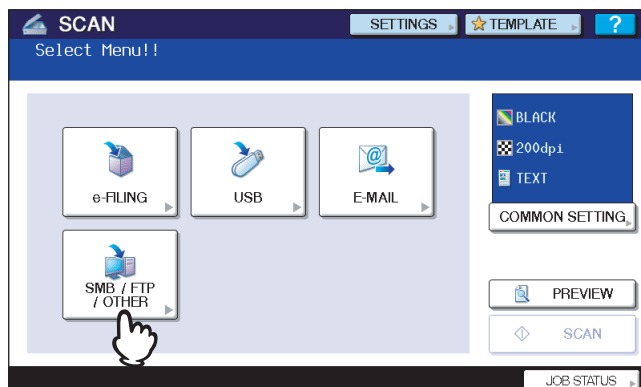 SCAN
SETTINGS
TEMPLATE
?
Select Menu!!
BLACK
200dpi
TEXT
COMMON SETTING
e-FILING
USB
@
E-MAIL
SMB / FTP
/ OTHER
PREVIEW
SCAN
JOB STATUS